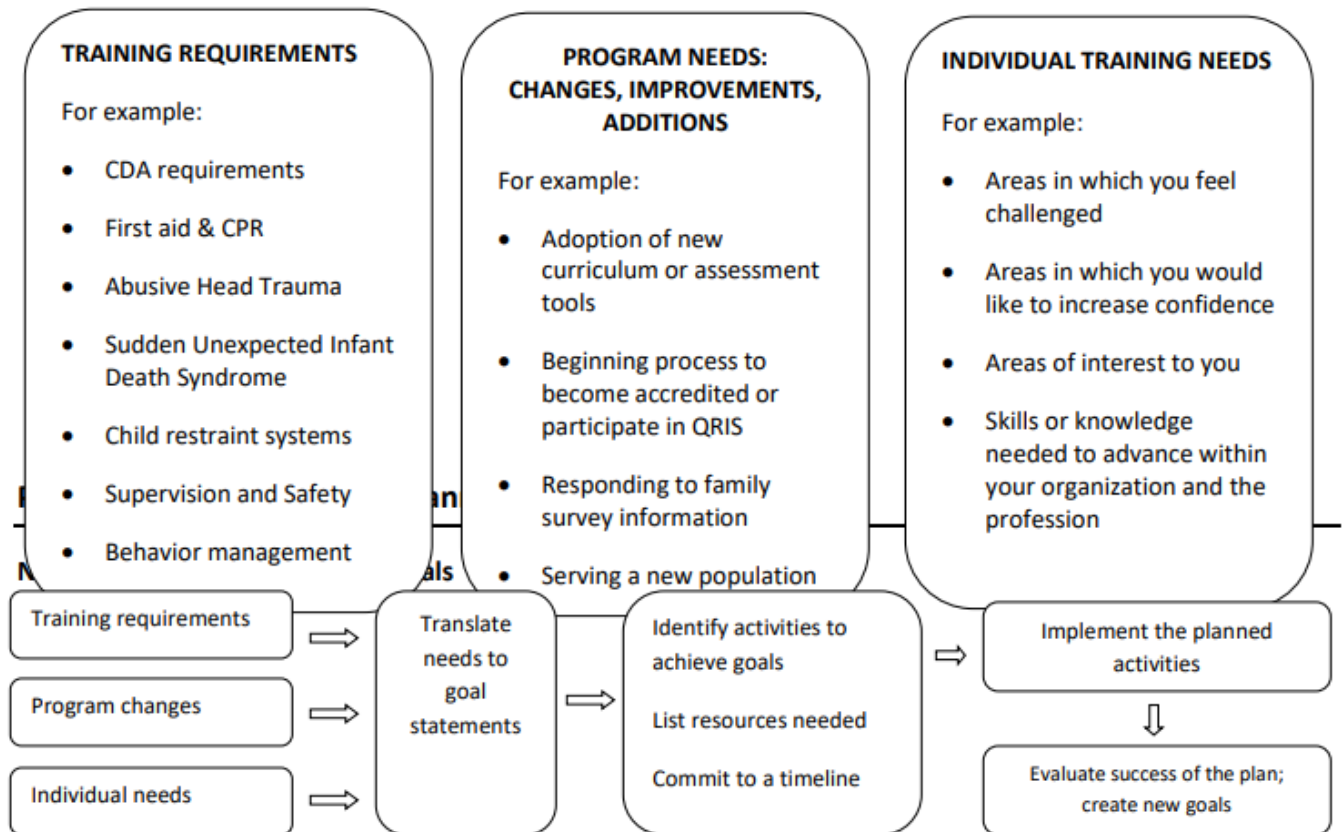 TRAINING REQUIREMENTS
For example:
• CDA requirements
• First aid & CPR
• Abusive Head Trauma
• Sudden Unexpected Infant
Death Syndrome
• Child restraint systems
• Supervision and Safety
• Behavior management
PROGRAM NEEDS:
CHANGES, IMPROVEMENTS,
ADDITIONS
For example:
• Adoption of new
curriculum or assessment
tools
• Beginning process to
become accredited or
participate in QRIS
• Responding to family
survey information
• Serving a new population
INDIVIDUAL TRAINING NEEDS
For example:
• Areas in which you feel
challenged
• Areas in which you would
like to increase confidence
• Areas of interest to you
• Skills or knowledge
needed to advance within
your organization and the
profession
Training requirements
Program changes
Individual needs
Translate
needs to
goal
statements
Identify activities to
achieve goals
List resources needed
Commit to a timeline
Implement the planned
activities
Evaluate success of the plan;
create new goals